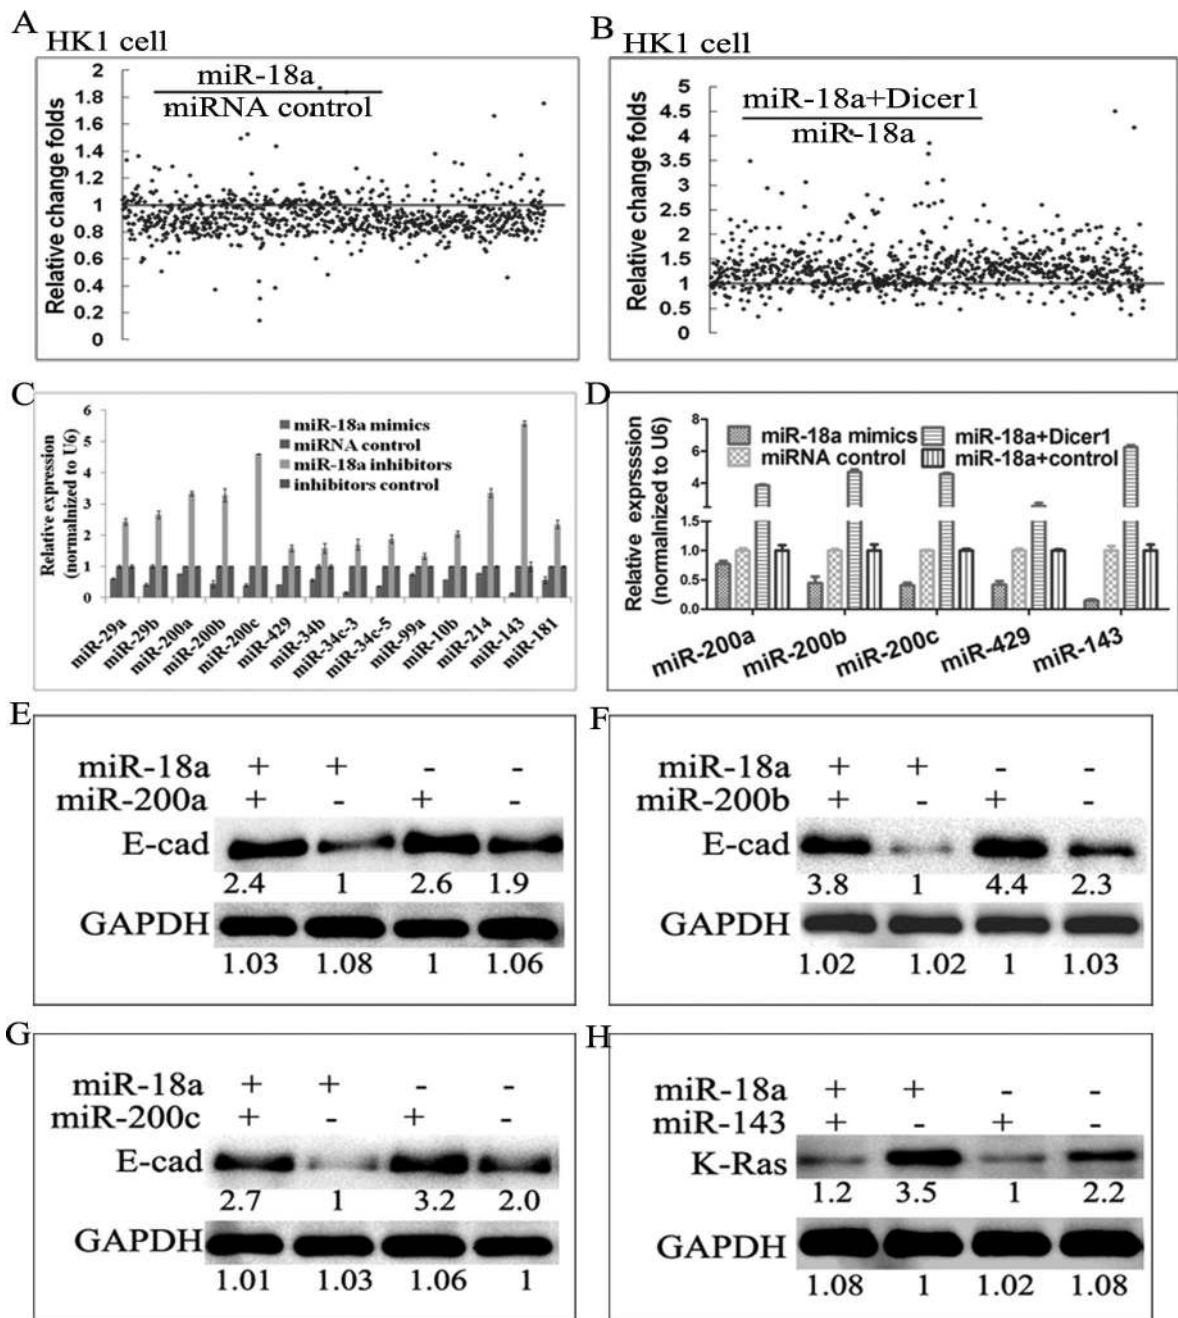 A
HK1 cell
miR-18a
miRNA control
Relative change folds
2
1.8
1.6
1.4
1.2
1
0.8
0.6
0.4
0.2
0
B
HK1 cell
miR-18a+Dicer1
miR-18a
Relative change folds
5
4.5
4
3.5
3
2.5
2
1.5
1
0.5
0
C
Relative expression
(normalnized to U6)
6
5
4
3
2
1
0
miR-18a mimics
miRNA control
miR-18a inhibitors
inhibitors control
miR-29a
miR-29b
miR-200a
miR-200b
miR-200c
miR-429
miR-34b
miR-34c-3
miR-34c-5
miR-99a
miR-10b
miR-214
miR-143
miR-181
D
Relative exprsssion
(normalnized to U6)
8
6
4
1.5
1.0
0.5
0.0
miR-18a mimics
miRNA control
miR-18a+Dicer1
miR-18a+control
miR-200a
miR-200b
miR-200c
miR-429
miR-143
E
miR-18a + + - -
miR-200a + - + -
E-cad
2.4 1 2.6 1.9
GAPDH
1.03 1.08 1 1.06
F
miR-18a + + - -
miR-200b + - + -
E-cad
3.8 1 4.4 2.3
GAPDH
1.02 1.02 1 1.03
G
miR-18a + + - -
miR-200c + - + -
E-cad
2.7 1 3.2 2.0
GAPDH
1.01 1.03 1.06 1
H
miR-18a + + - -
miR-143 + - + -
K-Ras
1.2 3.5 1 2.2
GAPDH
1.08 1 1.02 1.08